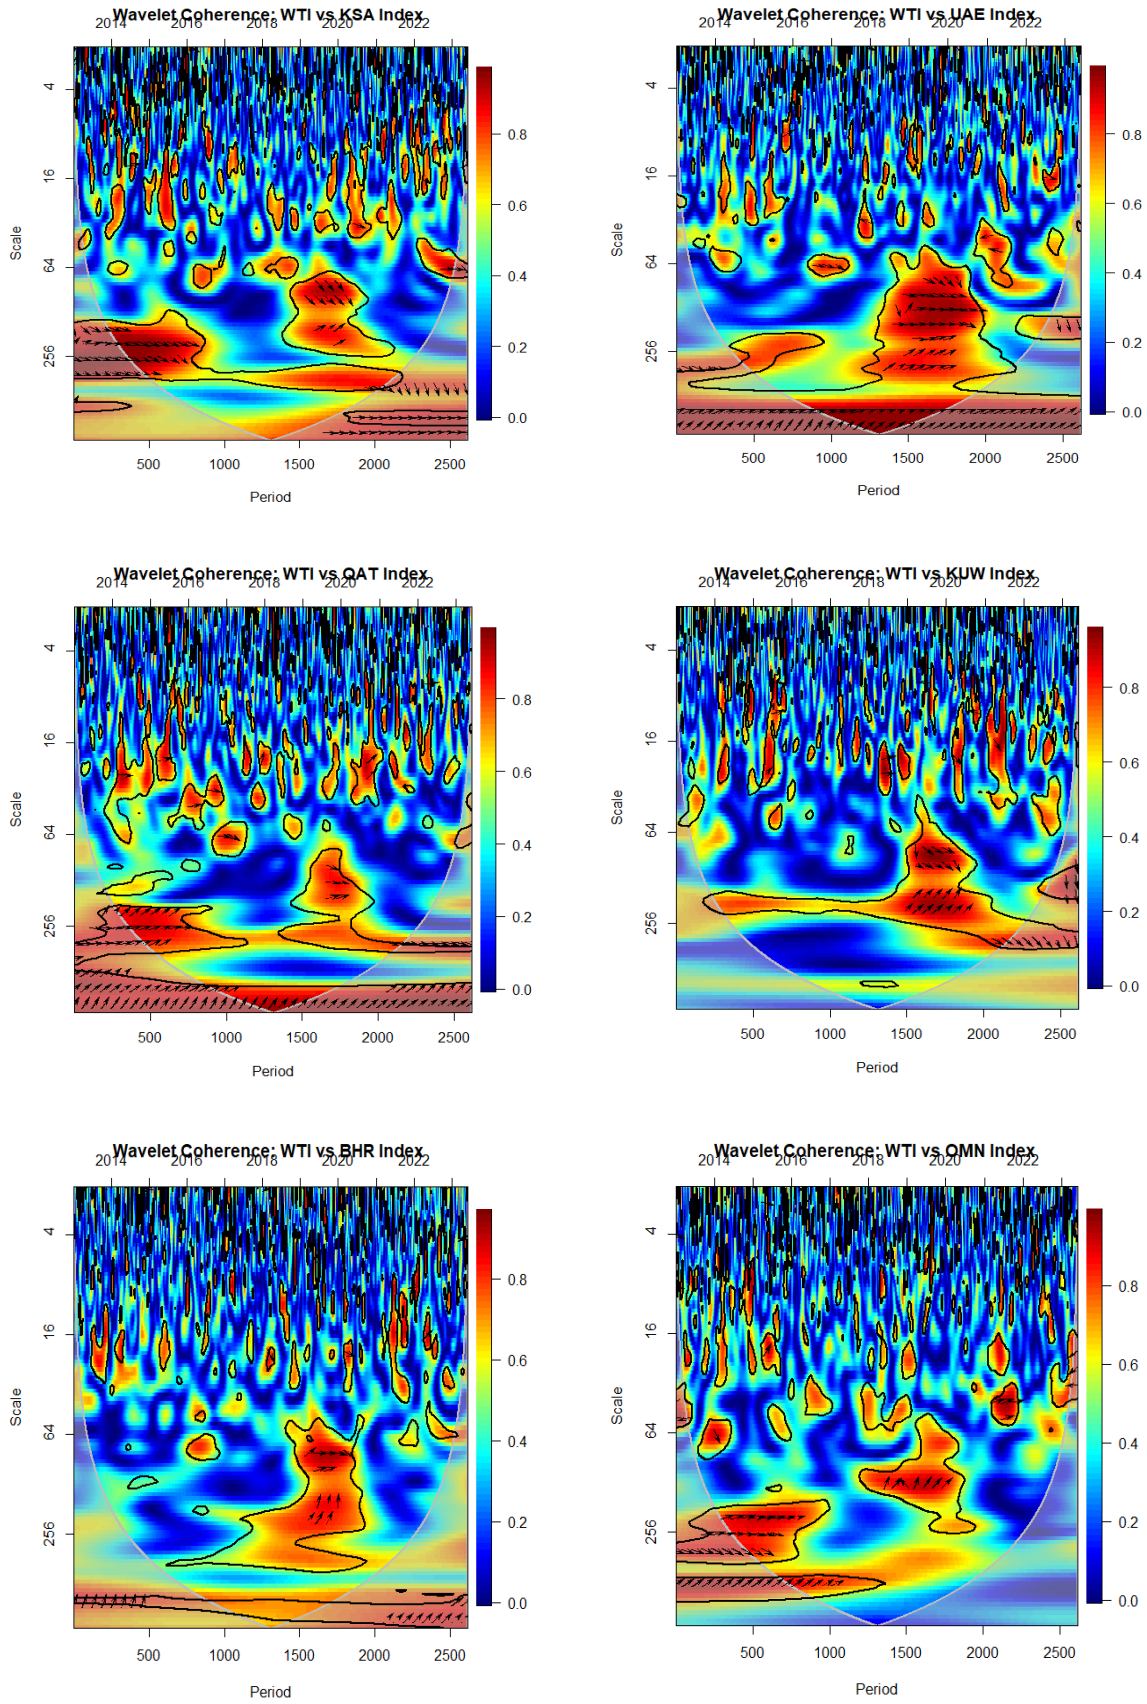 Wavelet Coherence: WTI vs KSA Index
2014 2016 2018 2020 2022
Scale
4
16
64
256
0.8
0.6
0.4
0.2
0.0
500 1000 1500 2000 2500
Period
Wavelet Coherence: WTI vs UAE Index
2014 2016 2018 2020 2022
Scale
4
16
64
256
0.8
0.6
0.4
0.2
0.0
500 1000 1500 2000 2500
Period
Wavelet Coherence: WTI vs QAT Index
2014 2016 2018 2020 2022
Scale
4
16
64
256
0.8
0.6
0.4
0.2
0.0
500 1000 1500 2000 2500
Period
Wavelet Coherence: WTI vs KUW Index
2014 2016 2018 2020 2022
Scale
4
16
64
256
0.8
0.6
0.4
0.2
0.0
500 1000 1500 2000 2500
Period
Wavelet Coherence: WTI vs BHR Index
2014 2016 2018 2020 2022
Scale
4
16
64
256
0.8
0.6
0.4
0.2
0.0
500 1000 1500 2000 2500
Period
Wavelet Coherence: WTI vs OMN Index
2014 2016 2018 2020 2022
Scale
4
16
64
256
0.8
0.6
0.4
0.2
0.0
500 1000 1500 2000 2500
Period